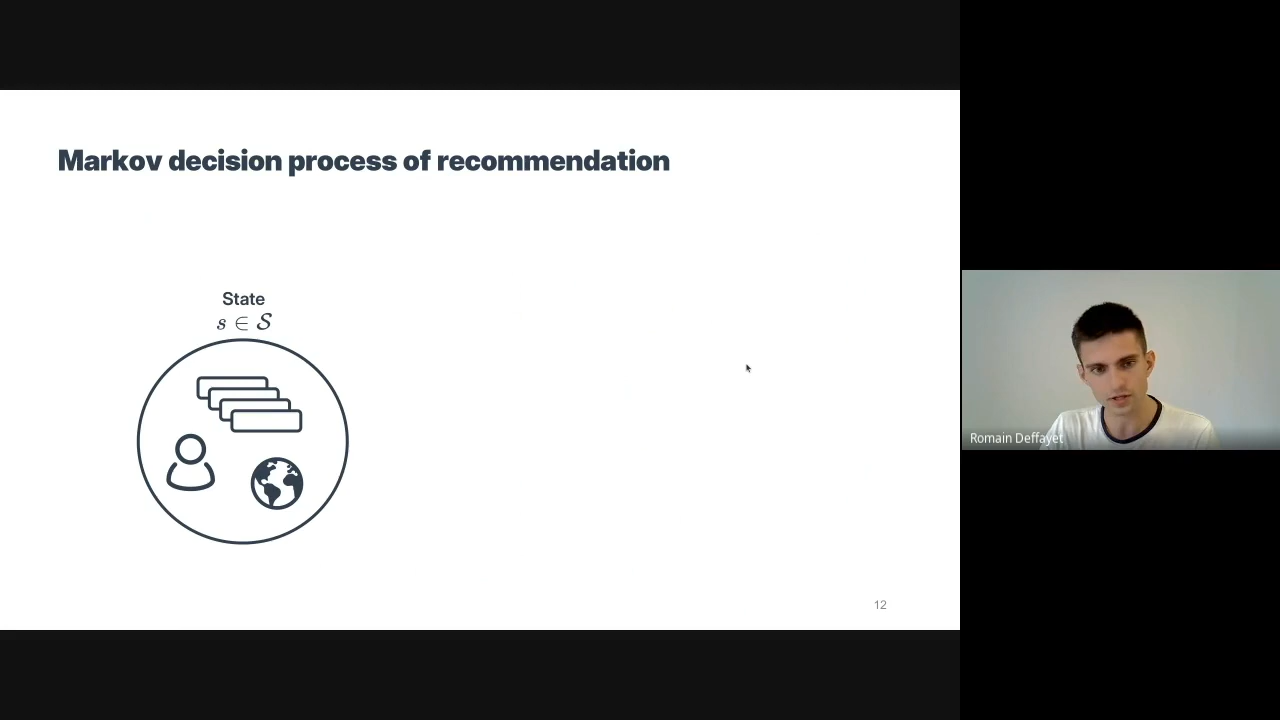 Markov decision process of recommendation
State
s ∈ 𝒮
12
Romain Deffayet